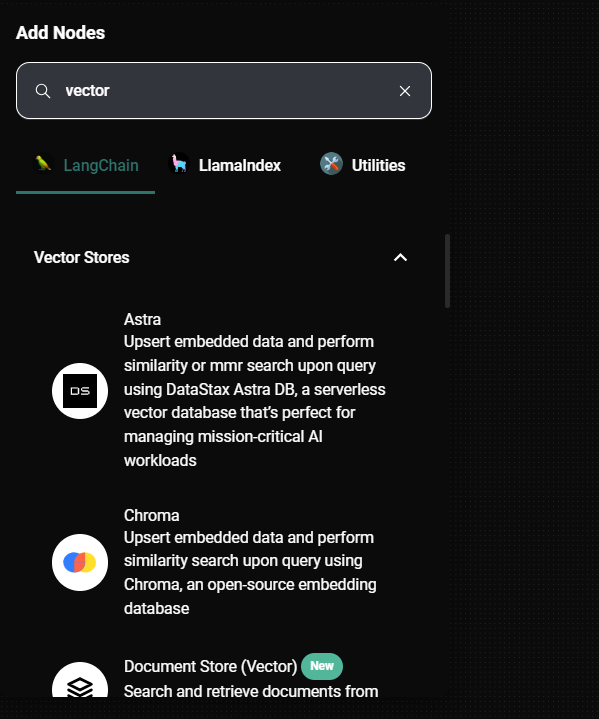 Add Nodes
vector
LangChain
LlamaIndex
Utilities
Vector Stores
Astra
Upsert embedded data and perform
similarity or mmr search upon query
using DataStax Astra DB, a serverless
vector database that's perfect for
managing mission-critical AI
workloads
DS
Chroma
Upsert embedded data and perform
similarity search upon query using
Chroma, an open-source embedding
database
Document Store (Vector) New
Search and retrieve documents from